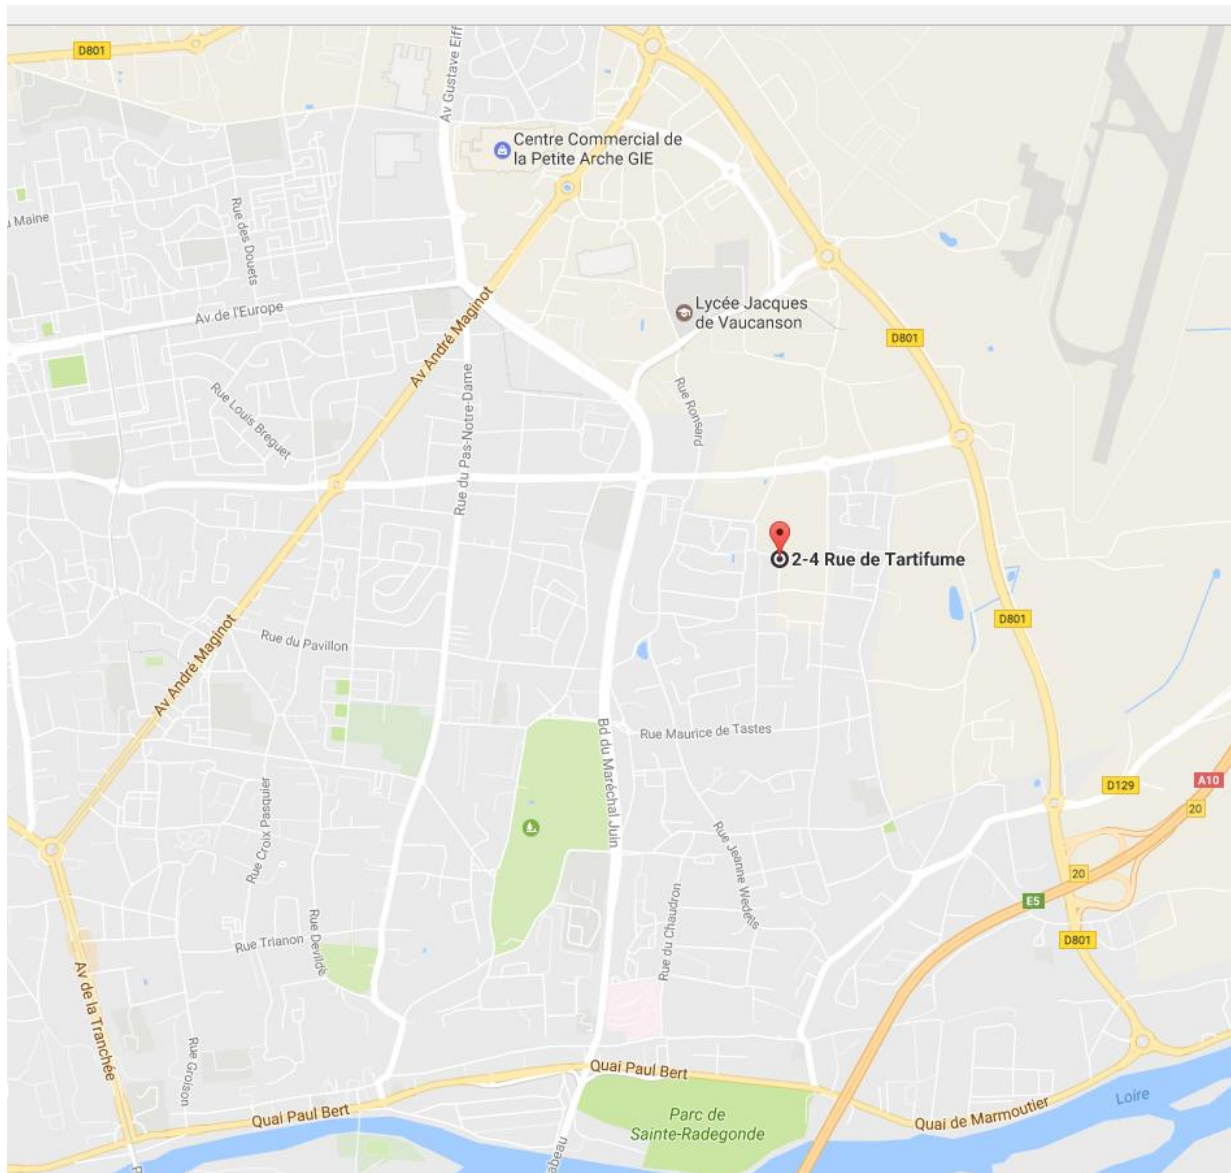 D801
Av Gustave Eiff
Centre Commercial de
la Petite Arche GIE
Rue des Douets
u Maine
Av de l'Europe
Lycée Jacques
de Vaucanson
Av André Maginot
D801
Rue Louis Breguet
Rue du Pas-Notre-Dame
Rue Ronsard
2-4 Rue de Tartifume
D801
Av André Maginot
Rue du Pavillon
Bd du Maréchal Juin
Rue Maurice de Tastes
D129
A10
20
Rue Croix Pasquier
Rue Jeanne Wedells
20
E5
Rue du Chaudron
Rue Devildé
Rue Trianon
D801
Av de la Tranchée
Rue Groison
Quai Paul Bert
Quai Paul Bert
Parc de
Sainte-Radegonde
Quai de Marmoutier
Loire
abeau
P